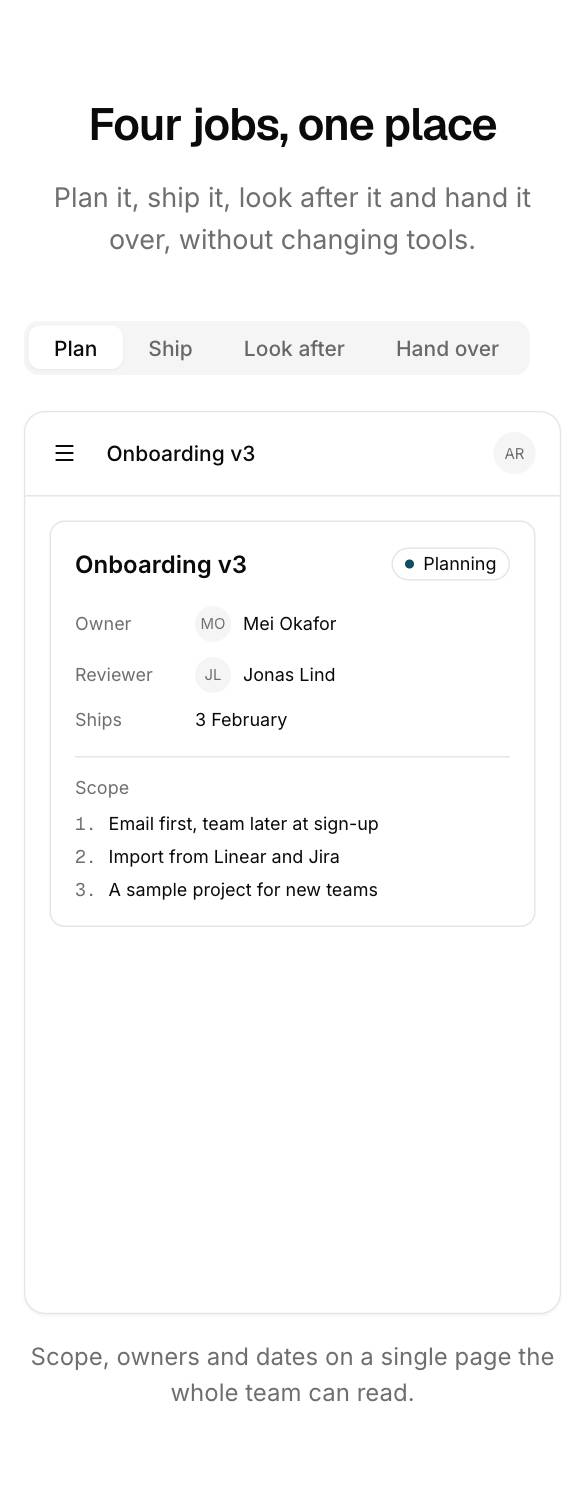 Four jobs, one place
Plan it, ship it, look after it and hand it
over, without changing tools.
Plan Ship Look after Hand over
Onboarding v3 AR
Onboarding v3 Planning
Owner MO Mei Okafor
Reviewer JL Jonas Lind
Ships 3 February
Scope
1. Email first, team later at sign-up
2. Import from Linear and Jira
3. A sample project for new teams
Scope, owners and dates on a single page the
whole team can read.